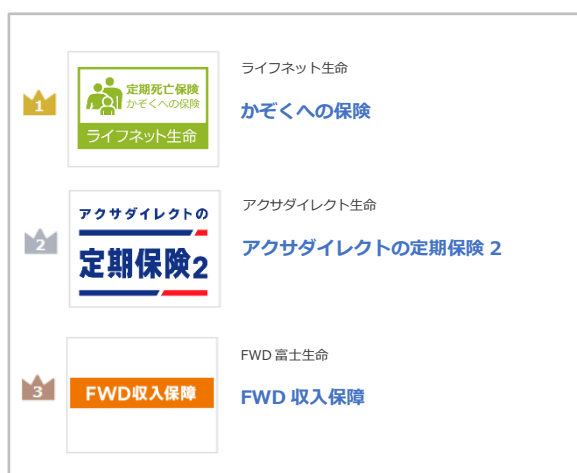 1
定期死亡保険
かぞくへの保険
ライフネット生命
ライフネット生命
かぞくへの保険
2
アクサダイレクトの
定期保険2
アクサダイレクト生命
アクサダイレクトの定期保険 2
3
FWD収入保障
FWD 富士生命
FWD 収入保障